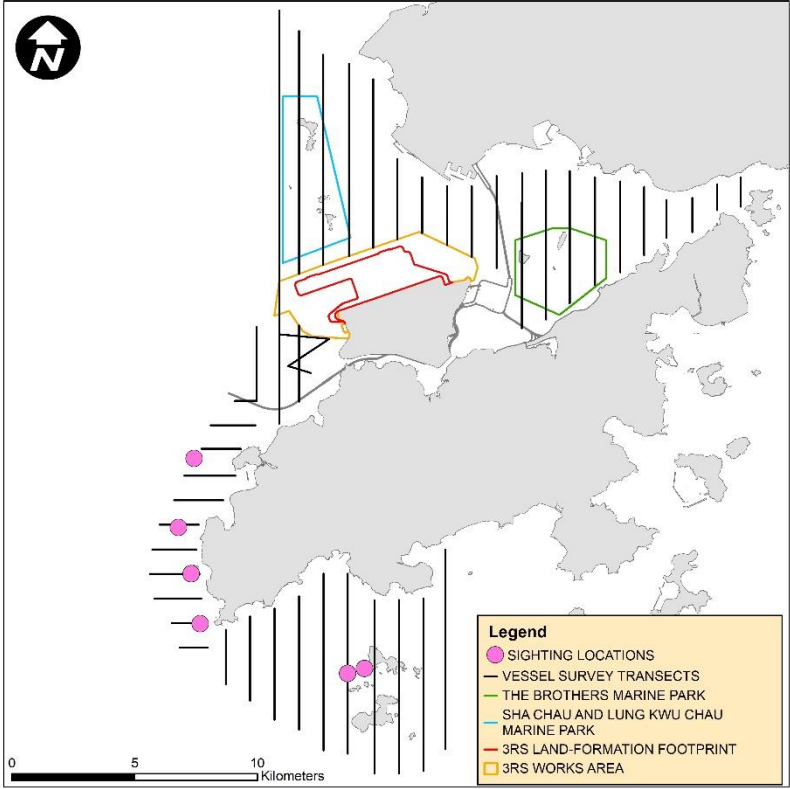 N
Legend
SIGHTING LOCATIONS
VESSEL SURVEY TRANSECTS
THE BROTHERS MARINE PARK
SHA CHAU AND LUNG KWU CHAU
MARINE PARK
3RS LAND-FORMATION FOOTPRINT
3RS WORKS AREA
0 5 10
Kilometers